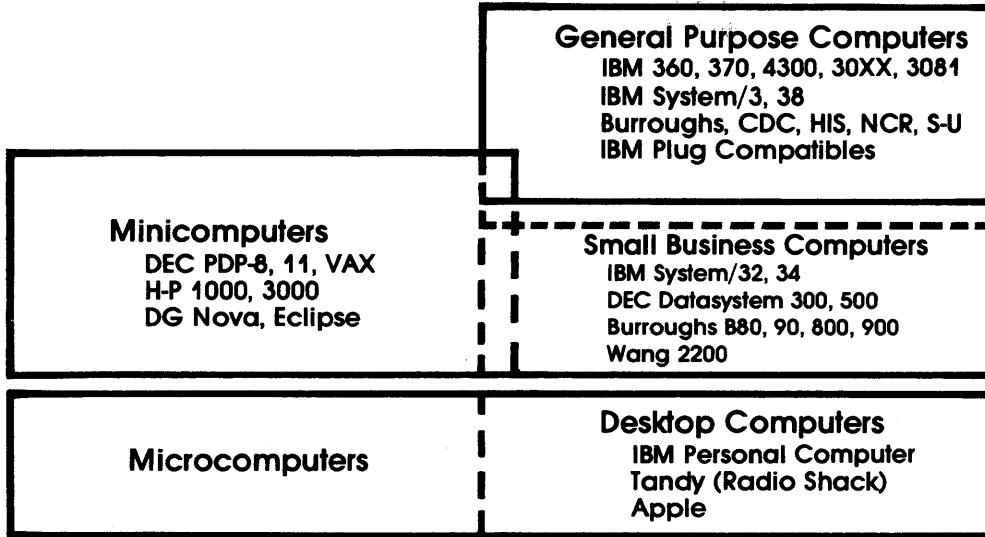 General Purpose Computers
IBM 360, 370, 4300, 30XX, 3081
IBM System/3, 38
Burroughs, CDC, HIS, NCR, S-U
IBM Plug Compatibles
Minicomputers
DEC PDP-8, 11, VAX
H-P 1000, 3000
DG Nova, Eclipse
Small Business Computers
IBM System/32, 34
DEC Datasystem 300, 500
Burroughs B80, 90, 800, 900
Wang 2200
Microcomputers
Desktop Computers
IBM Personal Computer
Tandy (Radio Shack)
Apple